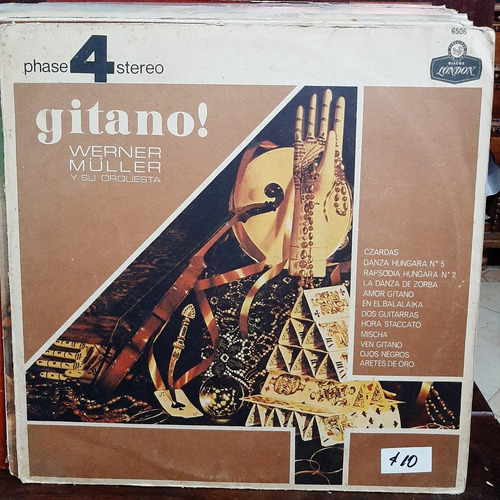 phase 4 stereo
6506
DISCOS
LONDON
gitano!
WERNER
MÜLLER
Y SU ORQUESTA
CZARDAS
DANZA HUNGARA Nº 5
RAPSODIA HUNGARA Nº 2
LA DANZA DE ZORBA
AMOR GITANO
EN EL BALALAIKA
DOS GUITARRAS
HORA STACCATO
MISCHA
VEN GITANO
OJOS NEGROS
ARETES DE ORO
$10